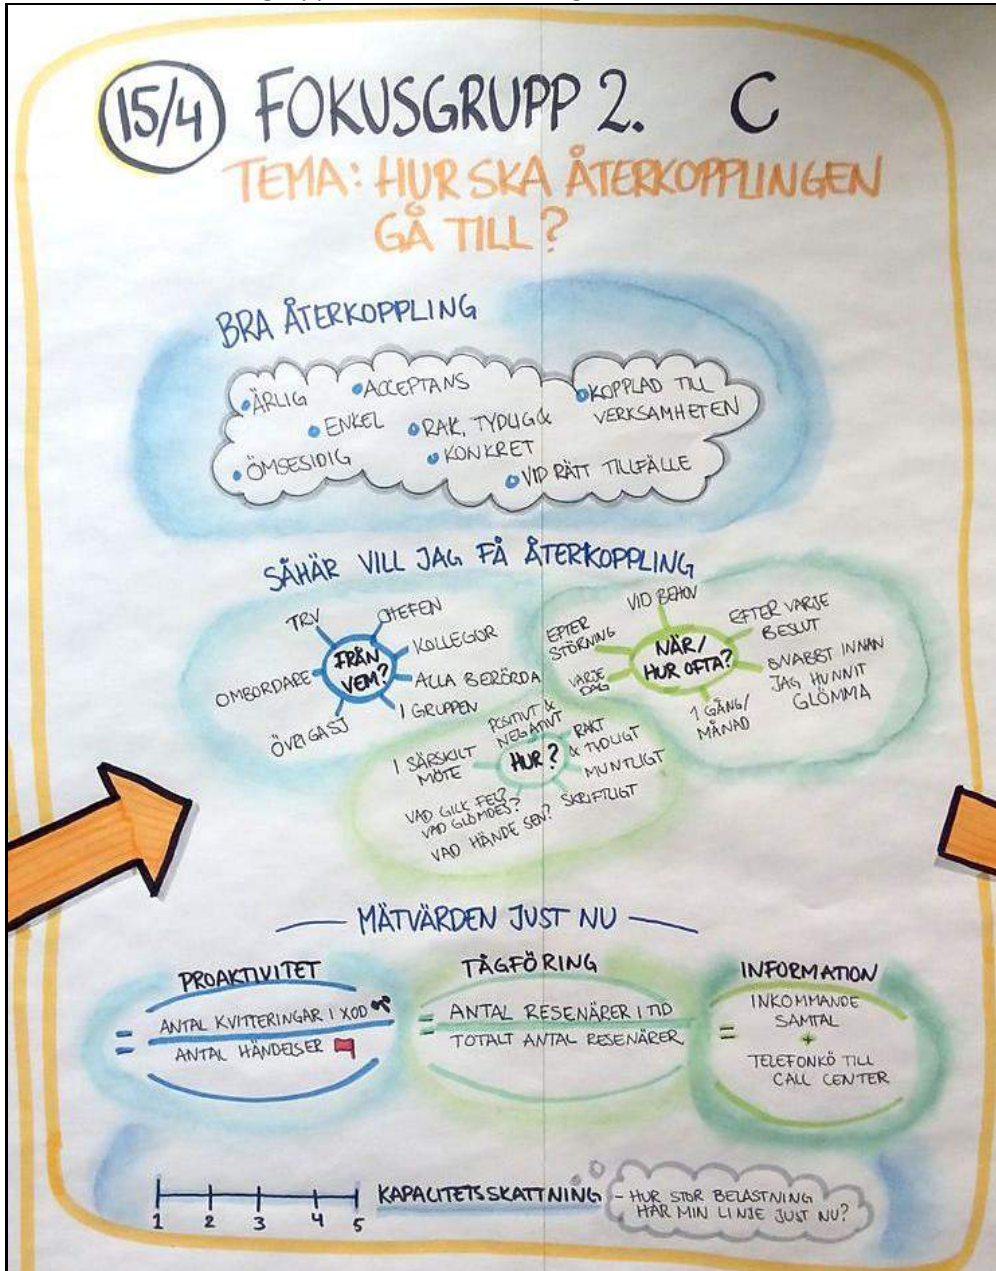 15/4 FOKUSGRUPP 2. C
TEMA: HUR SKA ÅTERKOPPLINGEN
GÅ TILL?
BRA ÅTERKOPPLING
• ÄRLIG
• ACCEPTANS
• KOPPLAD TILL
VERKSAMHETEN
• ENKEL
• RAK, TYDLIG &
• KONKRET
• ÖMSESIDIG
• VID RÄTT TILLFÄLLE
SÅHÄR VILL JAG FÅ ÅTERKOPPLING
FRÅN
VEM?
TRV
CHEFEN
KOLLEGOR
ALLA BERÖRDA
I GRUPPEN
ÖVRIGA SJ
OMBORDARE
NÄR/
HUR OFTA?
VID BEHOV
EFTER VARJE
BESLUT
SNABBT INNAN
JAG HUNNIT
GLÖMMA
1 GÅNG/
MÅNAD
VARJE
DAG
EFTER
STÖRNING
HUR?
POSITIVT &
NEGATIVT
RAKT
& TYDLIGT
MUNTLIGT
SKRIFTLIGT
VAD GICK FEL?
VAD GLÖMDES?
VAD HÄNDE SEN?
I SÄRSKILT
MÖTE
MÄTVÄRDEN JUST NU
PROAKTIVITET
= ANTAL KVITTERINGAR I XOD
ANTAL HÄNDELSER
TÅGFÖRING
= ANTAL RESENÄRER I TID
TOTALT ANTAL RESENÄRER
INFORMATION
= INKOMMANDE
SAMTAL
+
TELEFONKÖ TILL
CALL CENTER
1 2 3 4 5
KAPACITETSSKATTNING
- HUR STOR BELASTNING
HAR MIN LINJE JUST NU?